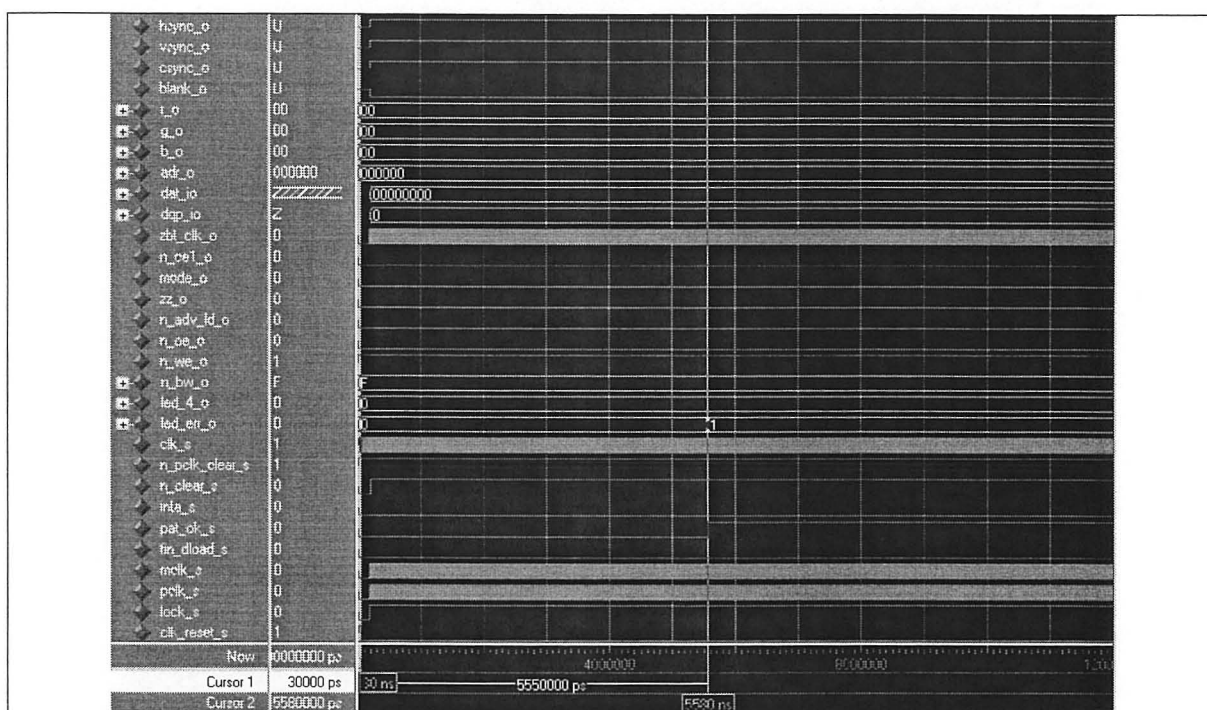 hsync_o U
vsync_o U
csync_o U
blank_o U
r_o 00 00
g_o 00 00
b_o 00 00
adr_o 000000 000000
dat_io 00000000
dqp_io Z 0
zbt_clk_o 0
n_ce1_o 0
mode_o 0
zz_o 0
n_adv_ld_o 0
n_oe_o 0
n_we_o 1
n_bw_o F F
led_4_o 0 0
led_en_o 0 0 1
clk_s 1
n_pclk_clear_s 1
n_clear_s 0
inta_s 0
pat_ok_s 0
fin_dload_s 0
mclk_s 0
pclk_s 0
lock_s 0
clk_reset_s 1
Now 0000000 ps 4000000 8000000
Cursor 1 30000 ps 30 ns 5550000 ps
Cursor 2 5580000 ps 5580 ns